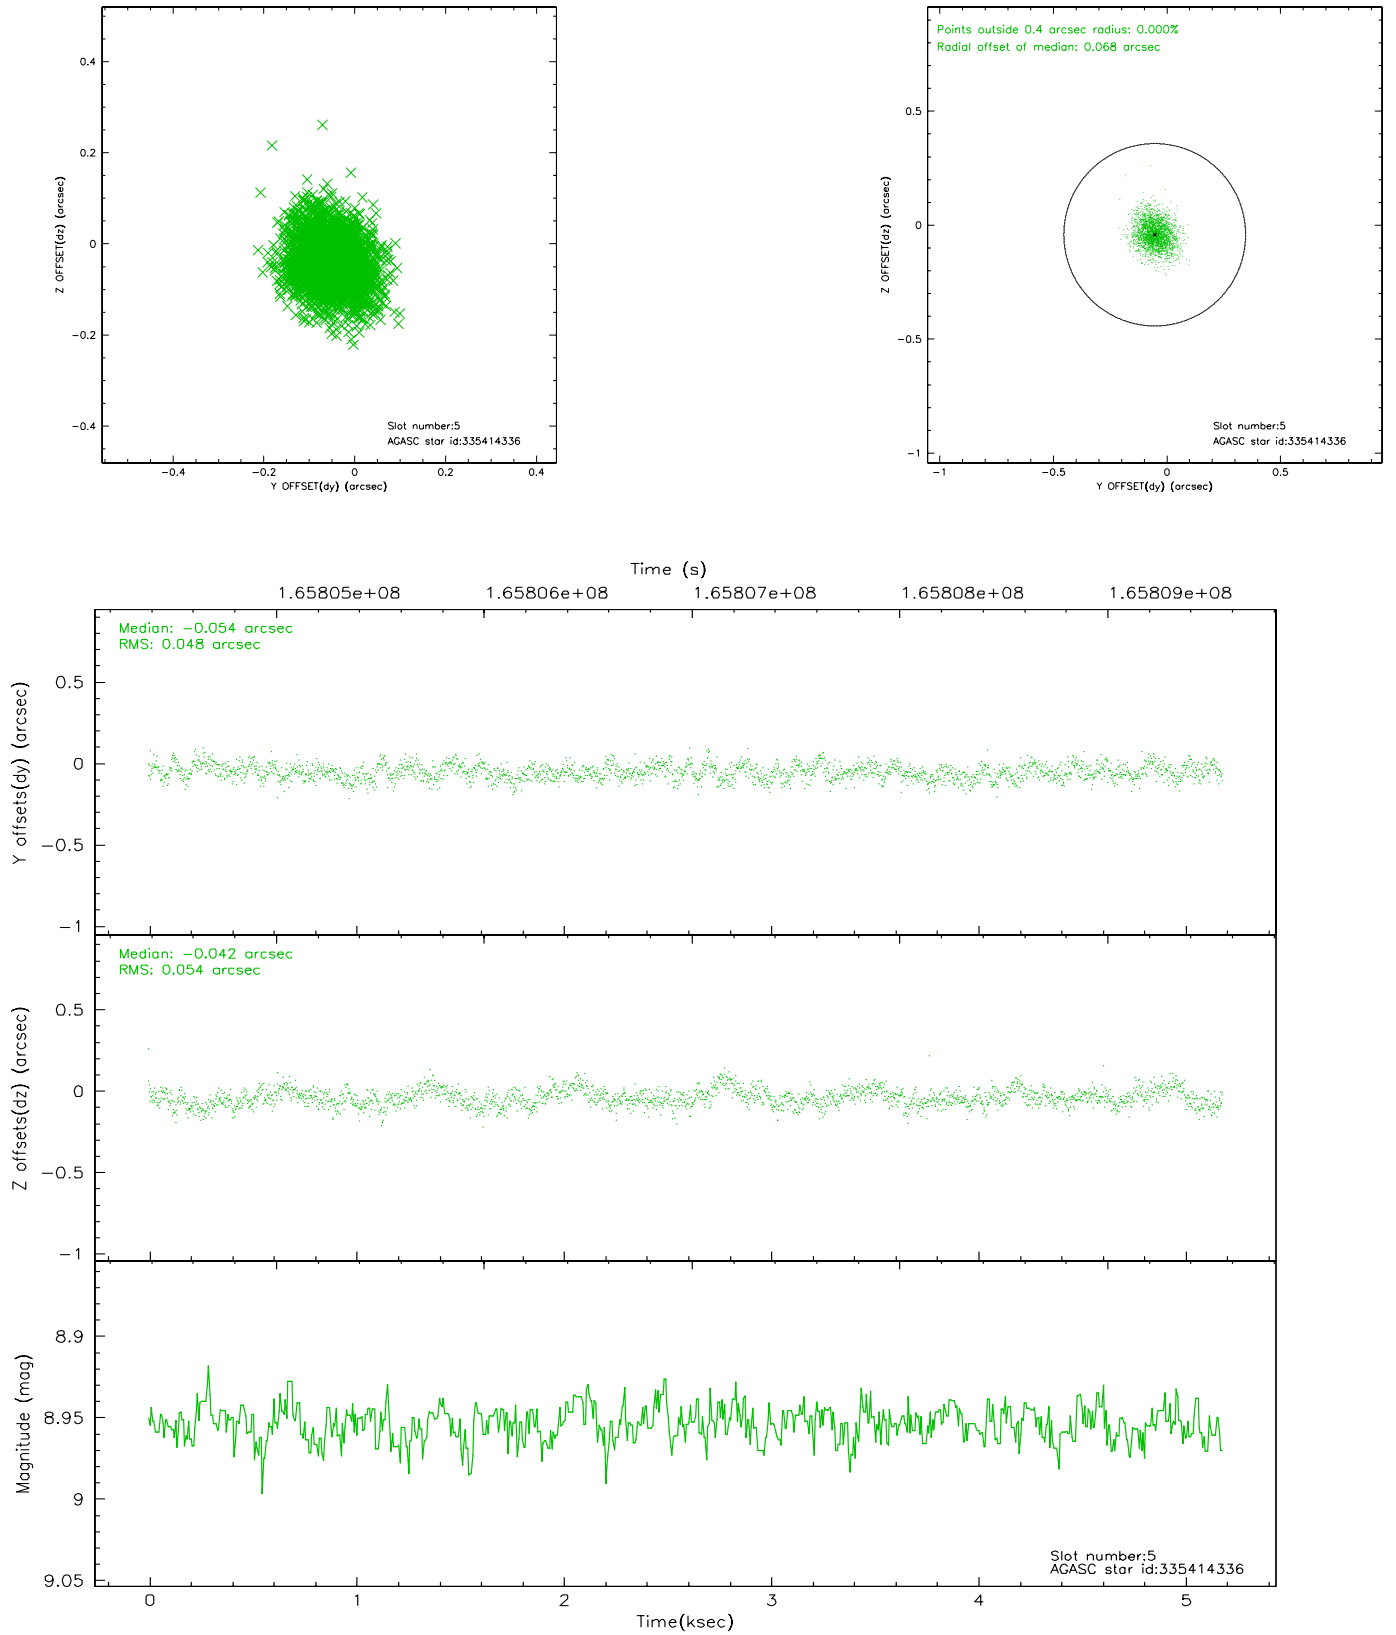 0.4
0.2
0
-0.2
-0.4
Z OFFSET(dz) (arcsec)
Slot number:5
AGASC star id:335414336
-0.4 -0.2 0 0.2 0.4
Y OFFSET(dy) (arcsec)
Points outside 0.4 arcsec radius: 0.000%
Radial offset of median: 0.068 arcsec
0.5
0
-0.5
-1
Z OFFSET(dz) (arcsec)
Slot number:5
AGASC star id:335414336
-1 -0.5 0 0.5
Y OFFSET(dy) (arcsec)
Time (s)
1.65805e+08 1.65806e+08 1.65807e+08 1.65808e+08 1.65809e+08
Median: -0.054 arcsec
RMS: 0.048 arcsec
0.5
0
-0.5
-1
Y offsets(dy) (arcsec)
Median: -0.042 arcsec
RMS: 0.054 arcsec
0.5
0
-0.5
-1
Z offsets(dz) (arcsec)
8.9
8.95
9
9.05
Magnitude (mag)
Slot number:5
AGASC star id:335414336
0 1 2 3 4 5
Time(ksec)